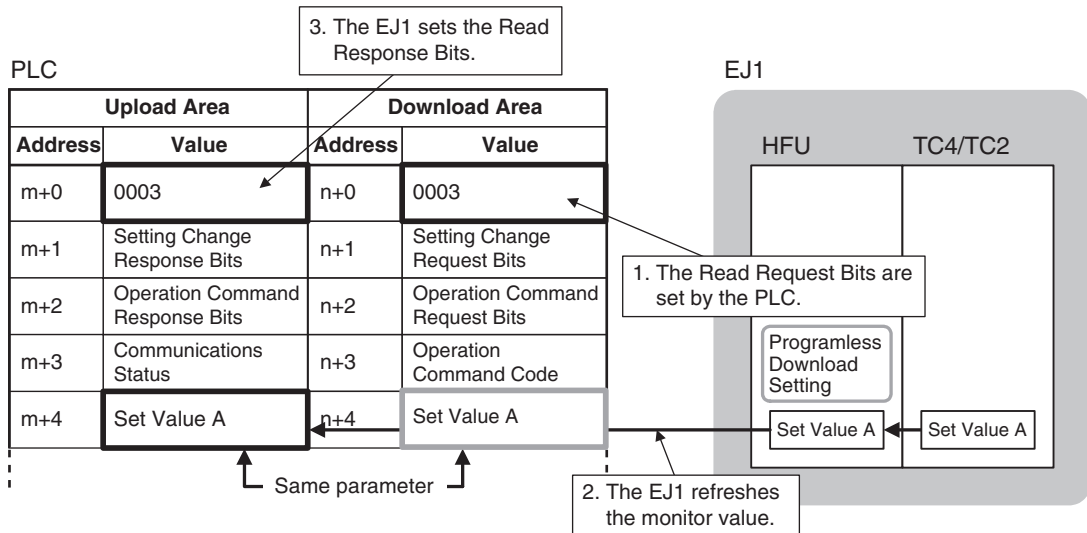 3. The EJ1 sets the Read
Response Bits.
PLC
EJ1
Upload Area Download Area
Address Value Address Value
HFU TC4/TC2
m+0 0003 n+0 0003
m+1 Setting Change
Response Bits n+1 Setting Change
Request Bits
1. The Read Request Bits are
set by the PLC.
m+2 Operation Command
Response Bits n+2 Operation Command
Request Bits
m+3 Communications
Status n+3 Operation
Command Code
Programless
Download
Setting
m+4 Set Value A n+4 Set Value A
Set Value A Set Value A
Same parameter
2. The EJ1 refreshes
the monitor value.